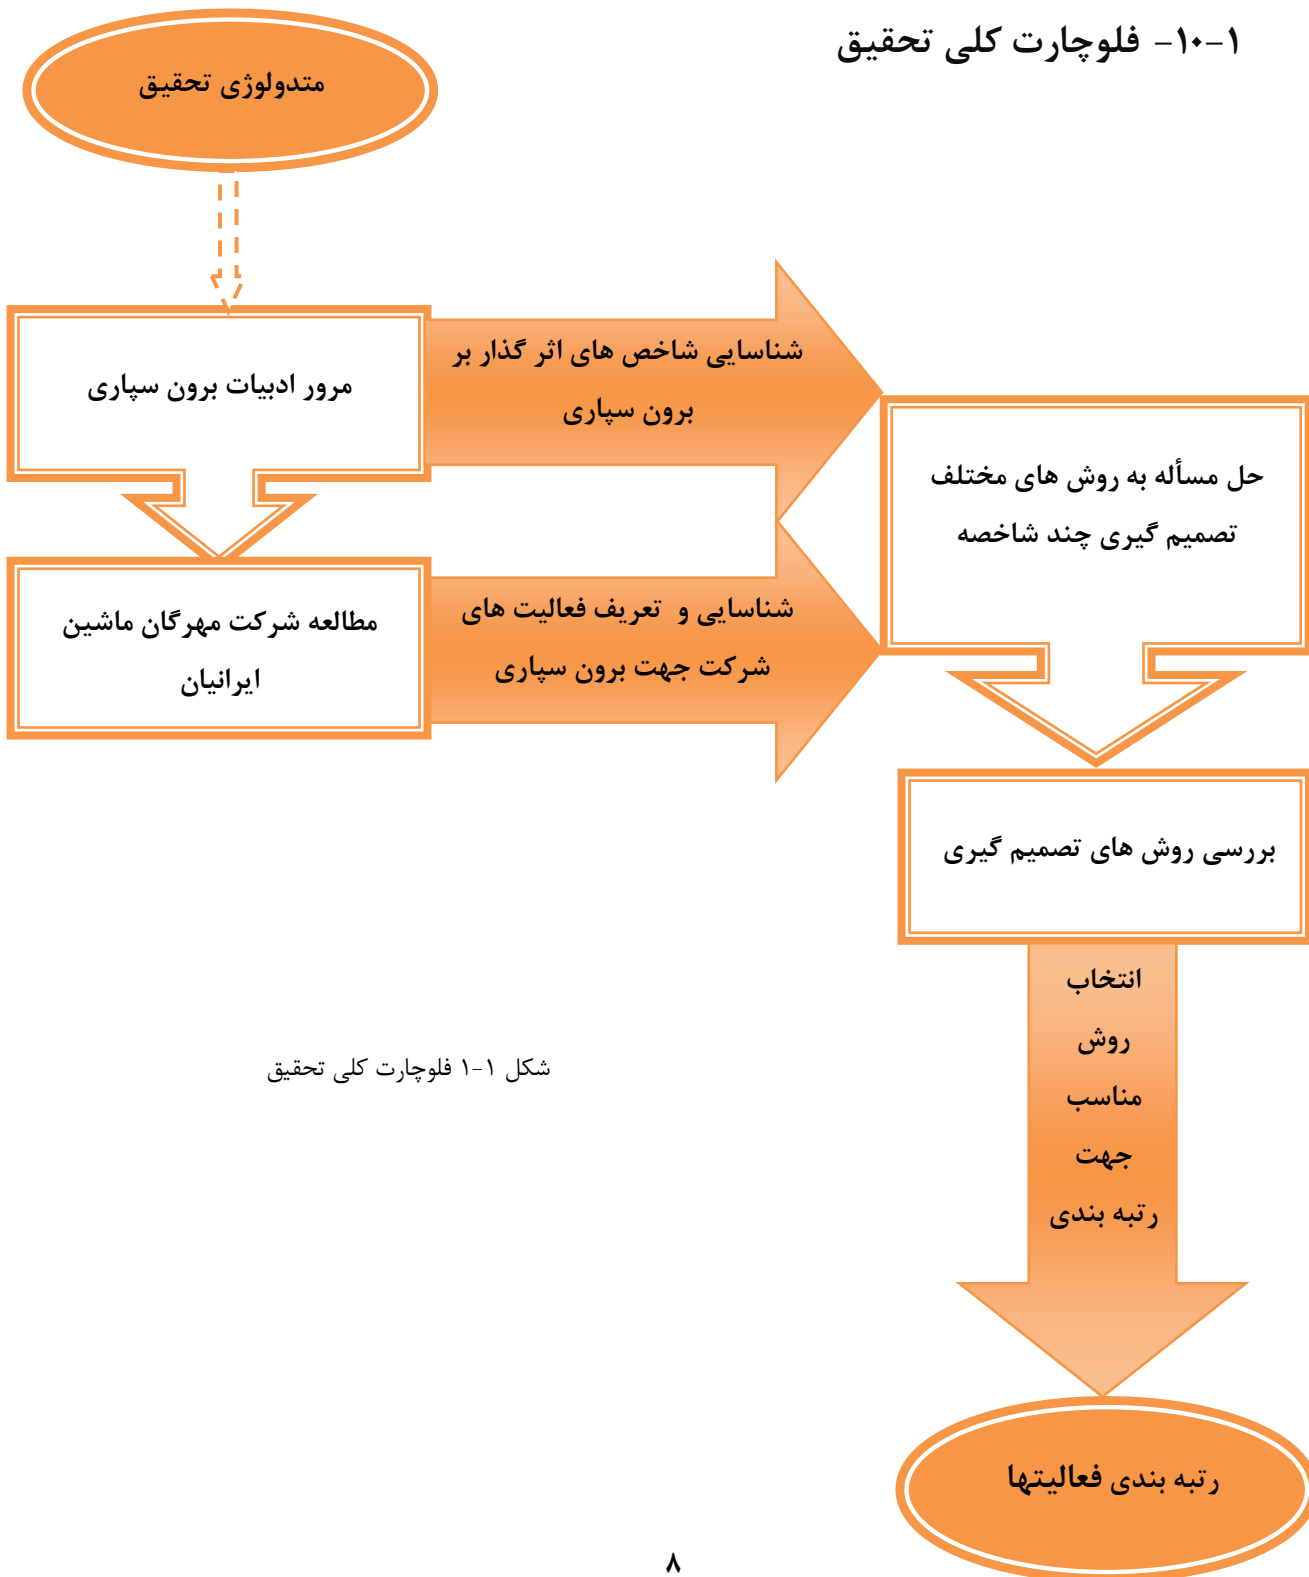 ۱-۱۰- فلوچارت کلی تحقیق
متدولوژی تحقیق
مرور ادبیات برون سپاری
شناسایی شاخص های اثر گذار بر
برون سپاری
حل مسأله به روش های مختلف
تصمیم گیری چند شاخصه
مطالعه شرکت مهرگان ماشین
ایرانیان
شناسایی و تعریف فعالیت های
شرکت جهت برون سپاری
بررسی روش های تصمیم گیری
انتخاب
روش
مناسب
جهت
رتبه بندی
شکل ۱-۱ فلوچارت کلی تحقیق
رتبه بندی فعالیتها
۸